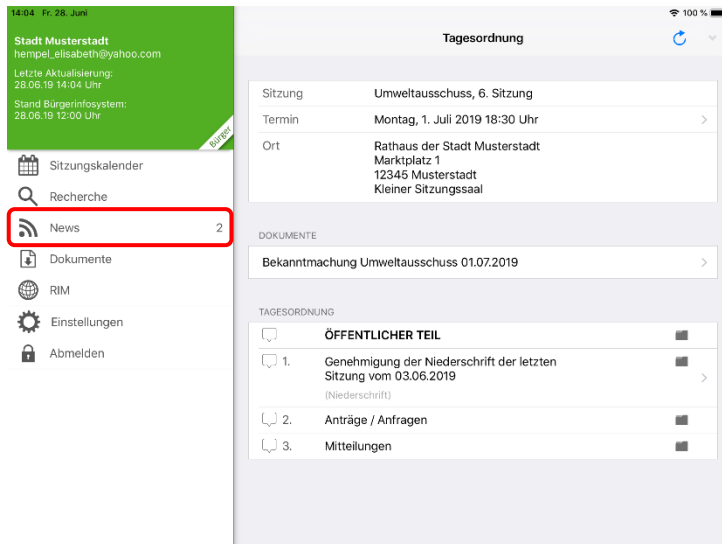 14:04 Fr. 28. Juni
100 %
Stadt Musterstadt
hempel_elisabeth@yahoo.com
Letzte Aktualisierung:
28.06.19 14:04 Uhr
Stand Bürgerinfosystem:
28.06.19 12:00 Uhr
Bürger
Sitzungskalender
Recherche
News 2
Dokumente
RIM
Einstellungen
Abmelden
Tagesordnung
Sitzung Umweltausschuss, 6. Sitzung
Termin Montag, 1. Juli 2019 18:30 Uhr
Ort Rathaus der Stadt Musterstadt
Marktplatz 1
12345 Musterstadt
Kleiner Sitzungssaal
DOKUMENTE
Bekanntmachung Umweltausschuss 01.07.2019
TAGESORDNUNG
ÖFFENTLICHER TEIL
1. Genehmigung der Niederschrift der letzten
Sitzung vom 03.06.2019
(Niederschrift)
2. Anträge / Anfragen
3. Mitteilungen